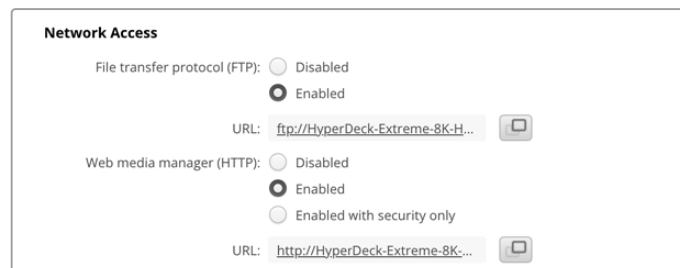 Network Access
File transfer protocol (FTP): Disabled
Enabled
URL: ftp://HyperDeck-Extreme-8K-H...
Web media manager (HTTP): Disabled
Enabled
Enabled with security only
URL: http://HyperDeck-Extreme-8K-...